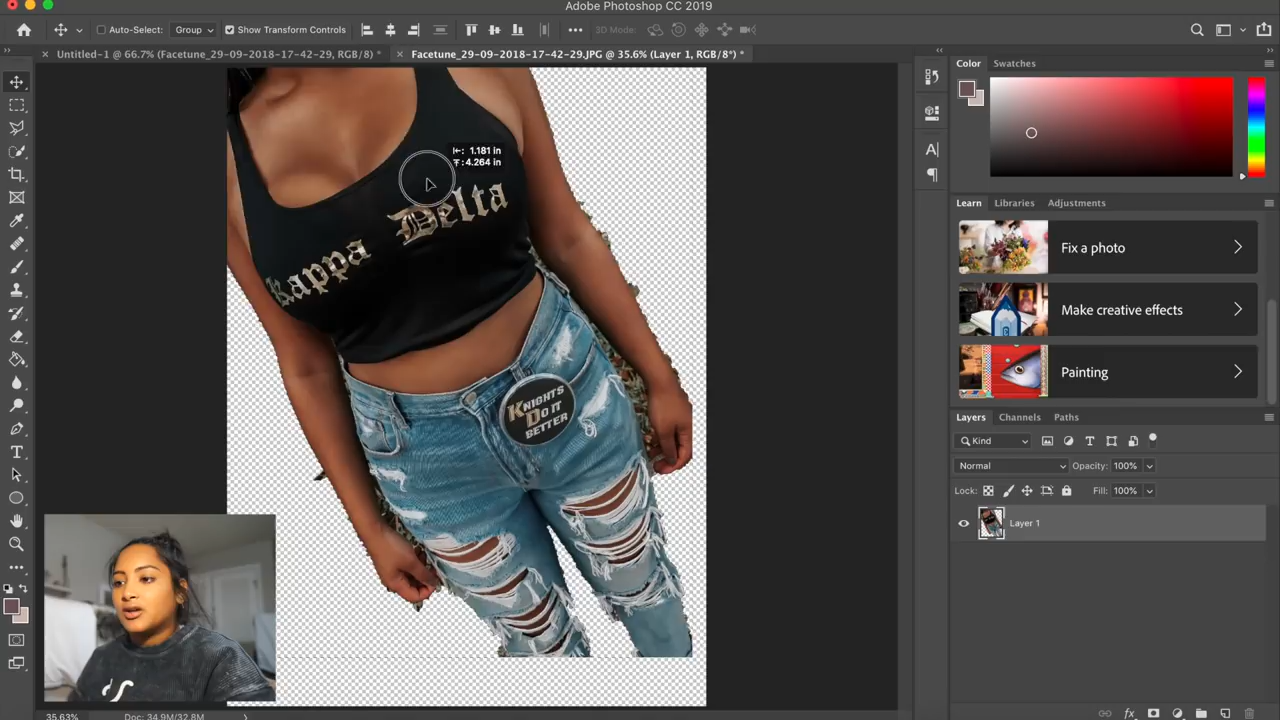 Adobe Photoshop CC 2019
Auto-Select: Group Show Transform Controls 3D Mode:
Untitled-1 @ 66.7% (Facetune_29-09-2018-17-42-29, RGB/8) * Facetune_29-09-2018-17-42-29.JPG @ 35.6% (Layer 1, RGB/8*) *
Color Swatches
1.181 in
4.264 in
Kappa Delta
KNIGHTS
DO IT
BETTER
Learn Libraries Adjustments
Fix a photo
Make creative effects
Painting
Layers Channels Paths
Kind
Normal Opacity: 100%
Lock: Fill: 100%
Layer 1
35.63% Doc: 34.9M/32.8M